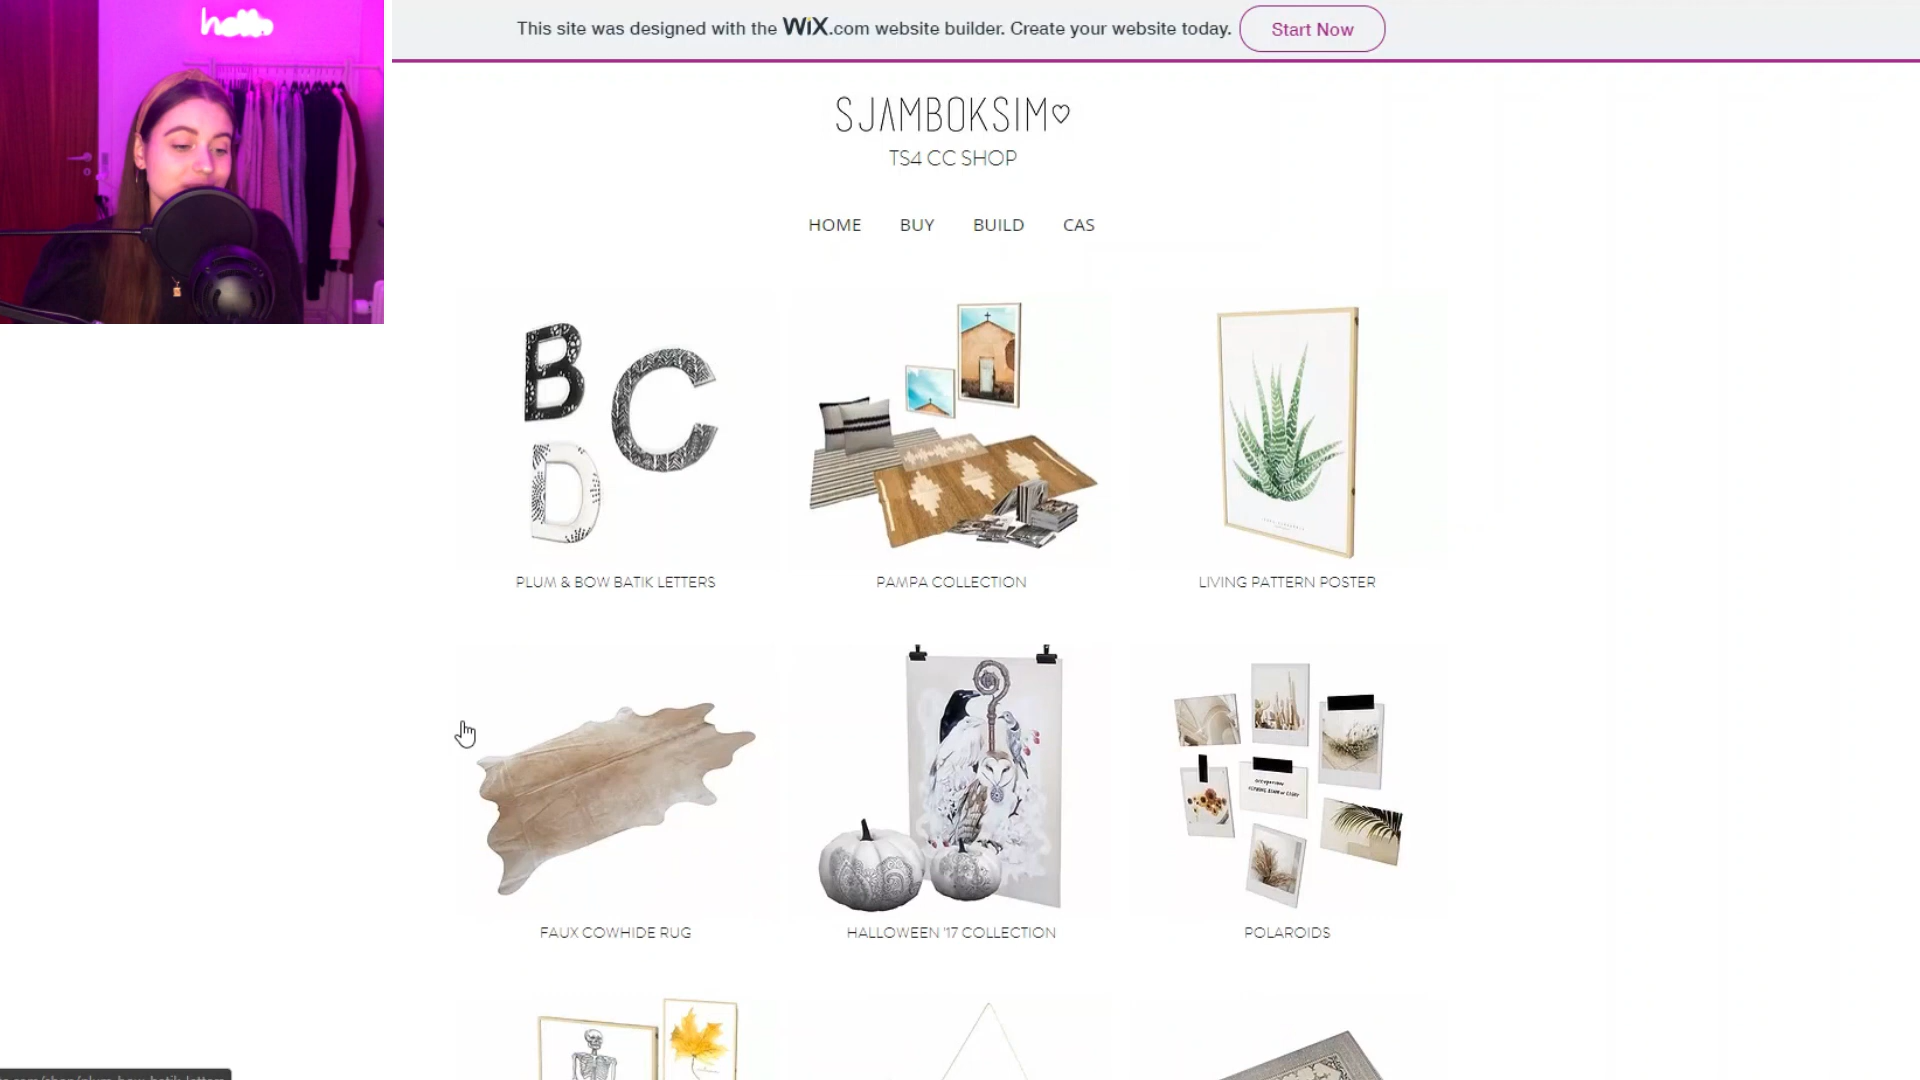 hello
This site was designed with the WiX.com website builder. Create your website today.
Start Now
SJAMBOKSIM♡
TS4 CC SHOP
HOME BUY BUILD CAS
B
C
D
PLUM & BOW BATIK LETTERS
PAMPA COLLECTION
LIVING PATTERN POSTER
FAUX COWHIDE RUG
HALLOWEEN '17 COLLECTION
POLAROIDS